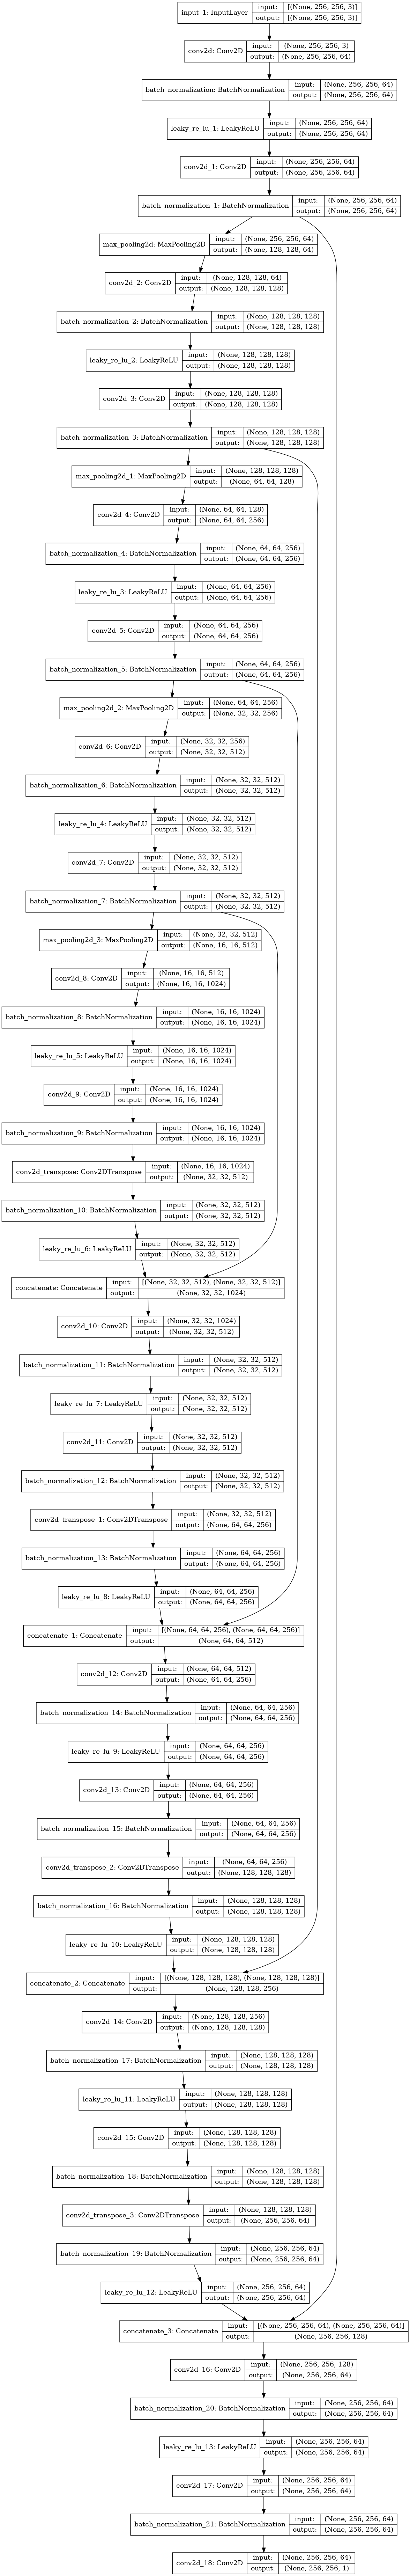 input_1: InputLayer
input: [(None, 256, 256, 3)]
output: [(None, 256, 256, 3)]
conv2d: Conv2D
input: (None, 256, 256, 3)
output: (None, 256, 256, 64)
batch_normalization: BatchNormalization
input: (None, 256, 256, 64)
output: (None, 256, 256, 64)
leaky_re_lu_1: LeakyReLU
input: (None, 256, 256, 64)
output: (None, 256, 256, 64)
conv2d_1: Conv2D
input: (None, 256, 256, 64)
output: (None, 256, 256, 64)
batch_normalization_1: BatchNormalization
input: (None, 256, 256, 64)
output: (None, 256, 256, 64)
max_pooling2d: MaxPooling2D
input: (None, 256, 256, 64)
output: (None, 128, 128, 64)
conv2d_2: Conv2D
input: (None, 128, 128, 64)
output: (None, 128, 128, 128)
batch_normalization_2: BatchNormalization
input: (None, 128, 128, 128)
output: (None, 128, 128, 128)
leaky_re_lu_2: LeakyReLU
input: (None, 128, 128, 128)
output: (None, 128, 128, 128)
conv2d_3: Conv2D
input: (None, 128, 128, 128)
output: (None, 128, 128, 128)
batch_normalization_3: BatchNormalization
input: (None, 128, 128, 128)
output: (None, 128, 128, 128)
max_pooling2d_1: MaxPooling2D
input: (None, 128, 128, 128)
output: (None, 64, 64, 128)
conv2d_4: Conv2D
input: (None, 64, 64, 128)
output: (None, 64, 64, 256)
batch_normalization_4: BatchNormalization
input: (None, 64, 64, 256)
output: (None, 64, 64, 256)
leaky_re_lu_3: LeakyReLU
input: (None, 64, 64, 256)
output: (None, 64, 64, 256)
conv2d_5: Conv2D
input: (None, 64, 64, 256)
output: (None, 64, 64, 256)
batch_normalization_5: BatchNormalization
input: (None, 64, 64, 256)
output: (None, 64, 64, 256)
max_pooling2d_2: MaxPooling2D
input: (None, 64, 64, 256)
output: (None, 32, 32, 256)
conv2d_6: Conv2D
input: (None, 32, 32, 256)
output: (None, 32, 32, 512)
batch_normalization_6: BatchNormalization
input: (None, 32, 32, 512)
output: (None, 32, 32, 512)
leaky_re_lu_4: LeakyReLU
input: (None, 32, 32, 512)
output: (None, 32, 32, 512)
conv2d_7: Conv2D
input: (None, 32, 32, 512)
output: (None, 32, 32, 512)
batch_normalization_7: BatchNormalization
input: (None, 32, 32, 512)
output: (None, 32, 32, 512)
max_pooling2d_3: MaxPooling2D
input: (None, 32, 32, 512)
output: (None, 16, 16, 512)
conv2d_8: Conv2D
input: (None, 16, 16, 512)
output: (None, 16, 16, 1024)
batch_normalization_8: BatchNormalization
input: (None, 16, 16, 1024)
output: (None, 16, 16, 1024)
leaky_re_lu_5: LeakyReLU
input: (None, 16, 16, 1024)
output: (None, 16, 16, 1024)
conv2d_9: Conv2D
input: (None, 16, 16, 1024)
output: (None, 16, 16, 1024)
batch_normalization_9: BatchNormalization
input: (None, 16, 16, 1024)
output: (None, 16, 16, 1024)
conv2d_transpose: Conv2DTranspose
input: (None, 16, 16, 1024)
output: (None, 32, 32, 512)
batch_normalization_10: BatchNormalization
input: (None, 32, 32, 512)
output: (None, 32, 32, 512)
leaky_re_lu_6: LeakyReLU
input: (None, 32, 32, 512)
output: (None, 32, 32, 512)
concatenate: Concatenate
input: [(None, 32, 32, 512), (None, 32, 32, 512)]
output: (None, 32, 32, 1024)
conv2d_10: Conv2D
input: (None, 32, 32, 1024)
output: (None, 32, 32, 512)
batch_normalization_11: BatchNormalization
input: (None, 32, 32, 512)
output: (None, 32, 32, 512)
leaky_re_lu_7: LeakyReLU
input: (None, 32, 32, 512)
output: (None, 32, 32, 512)
conv2d_11: Conv2D
input: (None, 32, 32, 512)
output: (None, 32, 32, 512)
batch_normalization_12: BatchNormalization
input: (None, 32, 32, 512)
output: (None, 32, 32, 512)
conv2d_transpose_1: Conv2DTranspose
input: (None, 32, 32, 512)
output: (None, 64, 64, 256)
batch_normalization_13: BatchNormalization
input: (None, 64, 64, 256)
output: (None, 64, 64, 256)
leaky_re_lu_8: LeakyReLU
input: (None, 64, 64, 256)
output: (None, 64, 64, 256)
concatenate_1: Concatenate
input: [(None, 64, 64, 256), (None, 64, 64, 256)]
output: (None, 64, 64, 512)
conv2d_12: Conv2D
input: (None, 64, 64, 512)
output: (None, 64, 64, 256)
batch_normalization_14: BatchNormalization
input: (None, 64, 64, 256)
output: (None, 64, 64, 256)
leaky_re_lu_9: LeakyReLU
input: (None, 64, 64, 256)
output: (None, 64, 64, 256)
conv2d_13: Conv2D
input: (None, 64, 64, 256)
output: (None, 64, 64, 256)
batch_normalization_15: BatchNormalization
input: (None, 64, 64, 256)
output: (None, 64, 64, 256)
conv2d_transpose_2: Conv2DTranspose
input: (None, 64, 64, 256)
output: (None, 128, 128, 128)
batch_normalization_16: BatchNormalization
input: (None, 128, 128, 128)
output: (None, 128, 128, 128)
leaky_re_lu_10: LeakyReLU
input: (None, 128, 128, 128)
output: (None, 128, 128, 128)
concatenate_2: Concatenate
input: [(None, 128, 128, 128), (None, 128, 128, 128)]
output: (None, 128, 128, 256)
conv2d_14: Conv2D
input: (None, 128, 128, 256)
output: (None, 128, 128, 128)
batch_normalization_17: BatchNormalization
input: (None, 128, 128, 128)
output: (None, 128, 128, 128)
leaky_re_lu_11: LeakyReLU
input: (None, 128, 128, 128)
output: (None, 128, 128, 128)
conv2d_15: Conv2D
input: (None, 128, 128, 128)
output: (None, 128, 128, 128)
batch_normalization_18: BatchNormalization
input: (None, 128, 128, 128)
output: (None, 128, 128, 128)
conv2d_transpose_3: Conv2DTranspose
input: (None, 128, 128, 128)
output: (None, 256, 256, 64)
batch_normalization_19: BatchNormalization
input: (None, 256, 256, 64)
output: (None, 256, 256, 64)
leaky_re_lu_12: LeakyReLU
input: (None, 256, 256, 64)
output: (None, 256, 256, 64)
concatenate_3: Concatenate
input: [(None, 256, 256, 64), (None, 256, 256, 64)]
output: (None, 256, 256, 128)
conv2d_16: Conv2D
input: (None, 256, 256, 128)
output: (None, 256, 256, 64)
batch_normalization_20: BatchNormalization
input: (None, 256, 256, 64)
output: (None, 256, 256, 64)
leaky_re_lu_13: LeakyReLU
input: (None, 256, 256, 64)
output: (None, 256, 256, 64)
conv2d_17: Conv2D
input: (None, 256, 256, 64)
output: (None, 256, 256, 64)
batch_normalization_21: BatchNormalization
input: (None, 256, 256, 64)
output: (None, 256, 256, 64)
conv2d_18: Conv2D
input: (None, 256, 256, 64)
output: (None, 256, 256, 1)